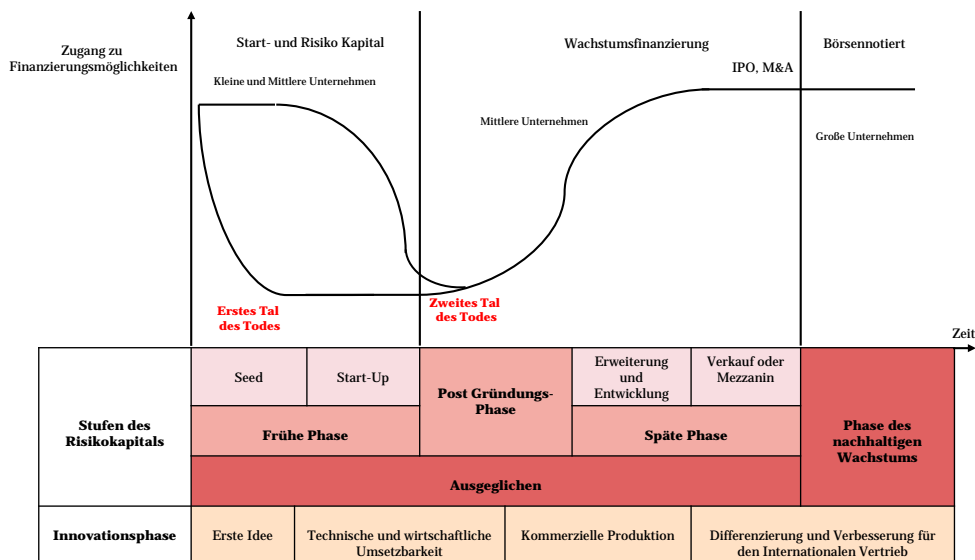 Zugang zu
Finanzierungsmöglichkeiten
Start- und Risiko Kapital
Wachstumsfinanzierung
Börsennotiert
IPO, M&A
Kleine und Mittlere Unternehmen
Mittlere Unternehmen
Große Unternehmen
Erstes Tal
des Todes
Zweites Tal
des Todes
Zeit
Stufen des
Risikokapitals
Seed
Start-Up
Post Gründungs-
Phase
Erweiterung
und
Entwicklung
Verkauf oder
Mezzanin
Frühe Phase
Späte Phase
Phase des
nachhaltigen
Wachstums
Ausgeglichen
Innovationsphase
Erste Idee
Technische und wirtschaftliche
Umsetzbarkeit
Kommerzielle Produktion
Differenzierung und Verbesserung für
den Internationalen Vertrieb